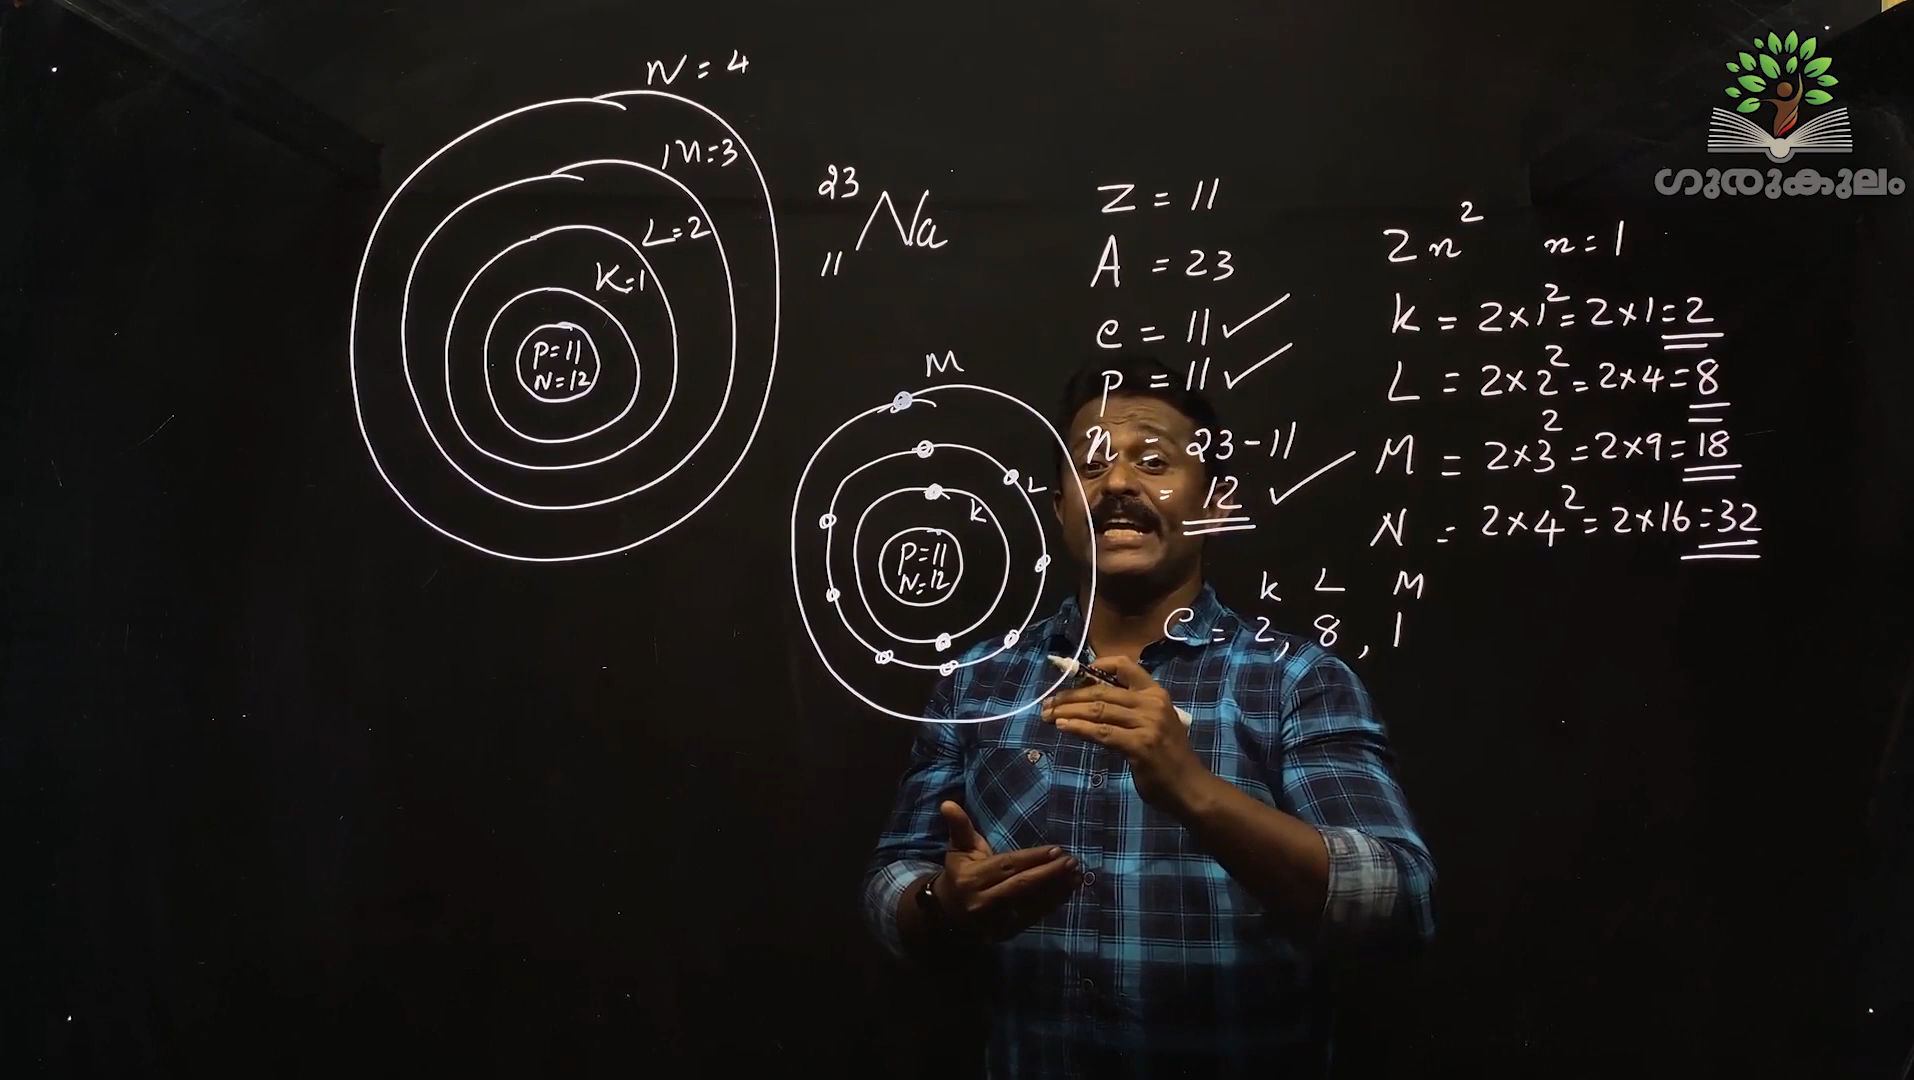 N = 4
M=3
L=2
K=1
P=11
N=12
23
11 Na
M
L
K
P=11
N=12
Z = 11
A = 23
e = 11 ✓
p = 11 ✓
n = 23-11
= 12 ✓
2n² n=1
K = 2×1²= 2×1=2
L = 2×2²=2×4=8
M = 2×3²=2×9=18
N = 2×4²=2×16=32
K L M
e = 2, 8, 1
ഗുരുകുലം